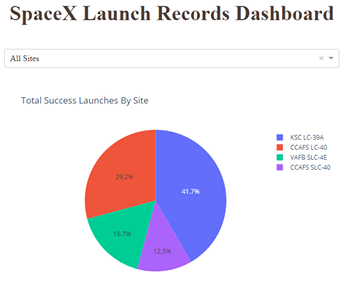 SpaceX Launch Records Dashboard
All Sites
×
Total Success Launches By Site
KSC LC-39A
CCAFS LC-40
VAFB SLC-4E
CCAFS SLC-40
29.2%
41.7%
16.7%
12.5%